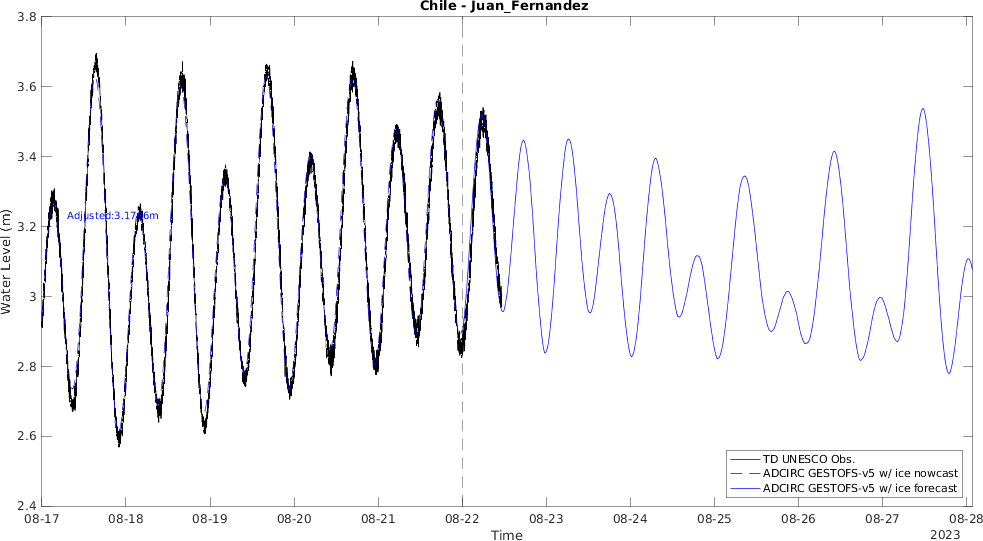 Chile - Juan_Fernandez
3.8
3.6
3.4
3.2
3
2.8
2.6
2.4
Water Level (m)
TD UNESCO Obs.
ADCIRC GESTOFS-v5 w/ ice nowcast
ADCIRC GESTOFS-v5 w/ ice forecast
08-17 08-18 08-19 08-20 08-21 08-22 08-23 08-24 08-25 08-26 08-27 08-28
Time
2023